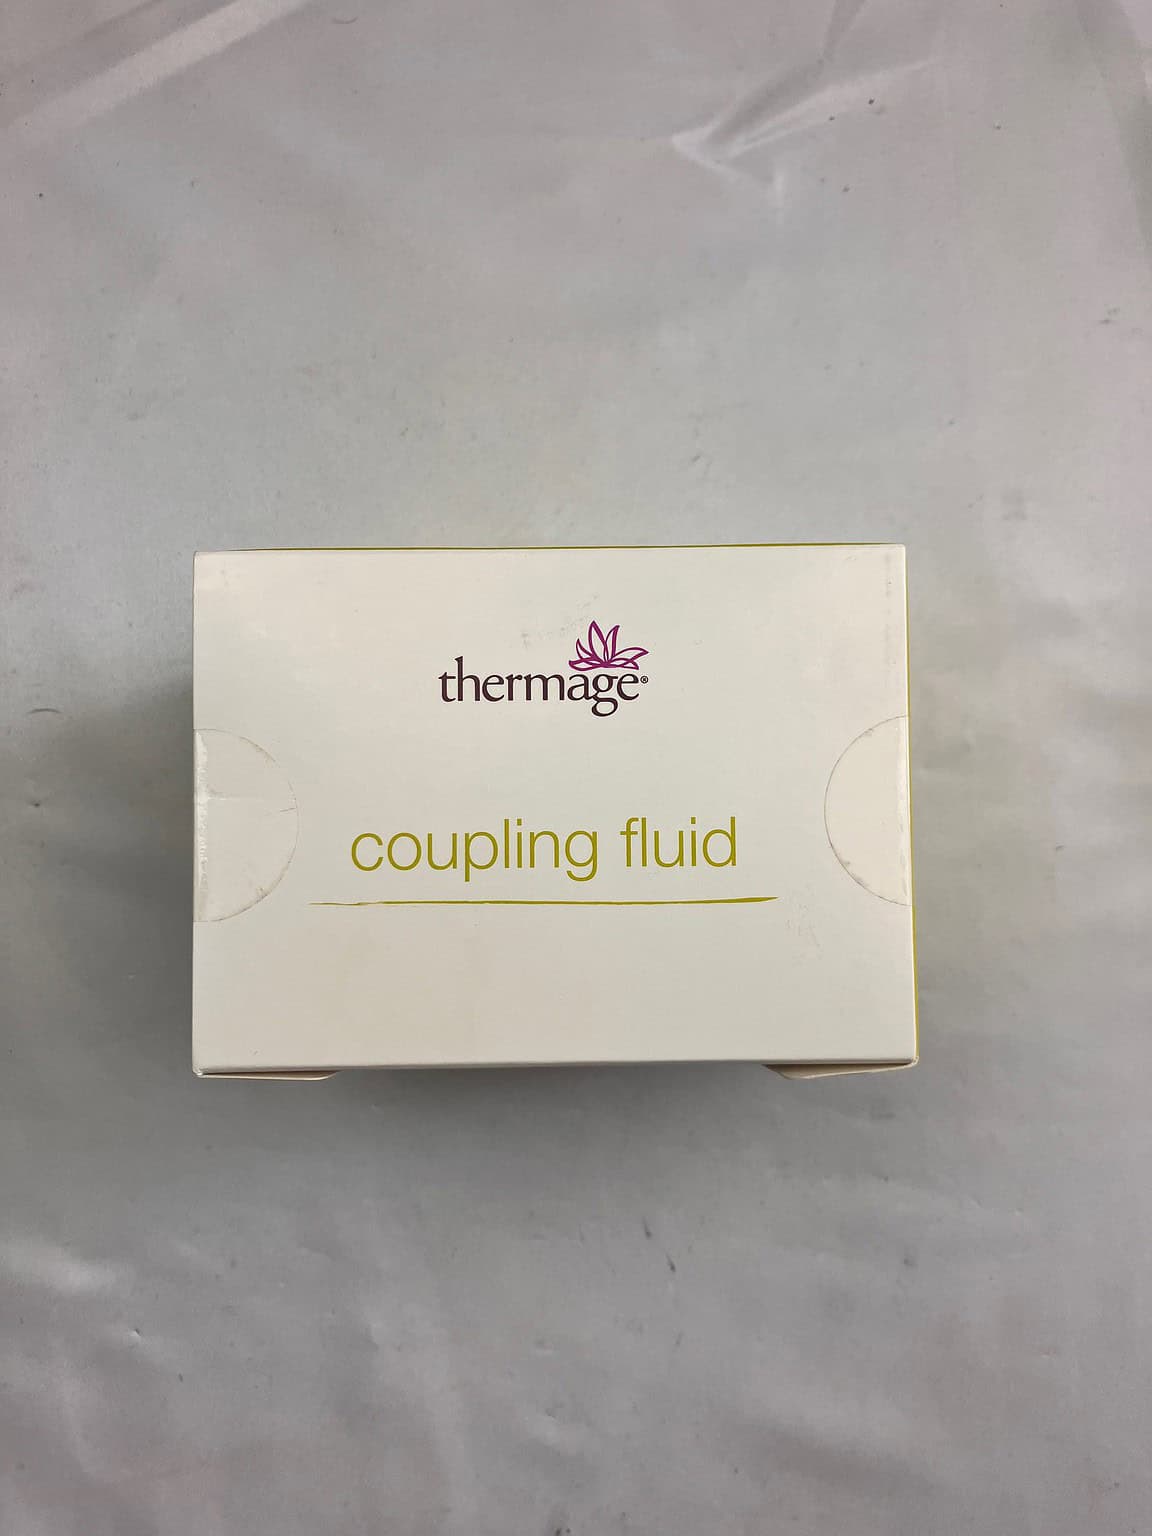 thermage®
coupling fluid